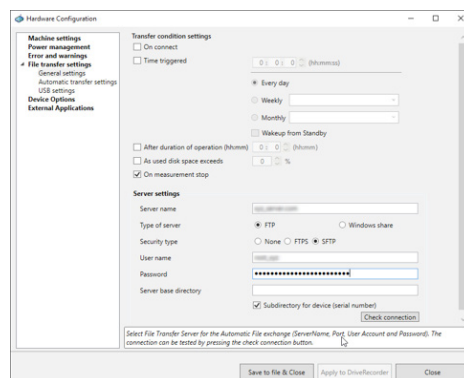 Hardware Configuration
Machine settings
Power management
Error and warnings
File transfer settings
General settings
Automatic transfer settings
USB settings
Device Options
External Applications
Transfer condition settings
On connect
Time triggered
0 : 0 : 0 (hh:mm:ss)
Every day
Weekly
Monthly
Wakeup from Standby
After duration of operation (hh:mm) 0 : 0 (hh:mm)
As used disk space exceeds 0 %
On measurement stop
Server settings
Server name
Type of server FTP Windows share
Security type None FTPS SFTP
User name
Password
Server base directory
Subdirectory for device (serial number)
Check connection
Select File Transfer Server for the Automatic File exchange (ServerName, Port, User Account and Password). The
connection can be tested by pressing the check connection button.
Save to file & Close Apply to DriveRecorder Close